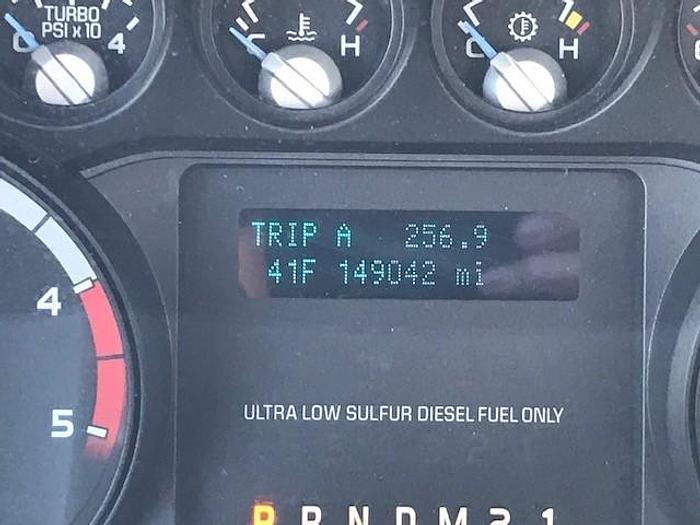 TURBO
PSI x 10
0 4
C H
C H
TRIP A 256.9
41F 149042 mi
4
5
ULTRA LOW SULFUR DIESEL FUEL ONLY
P R N D M 2 1